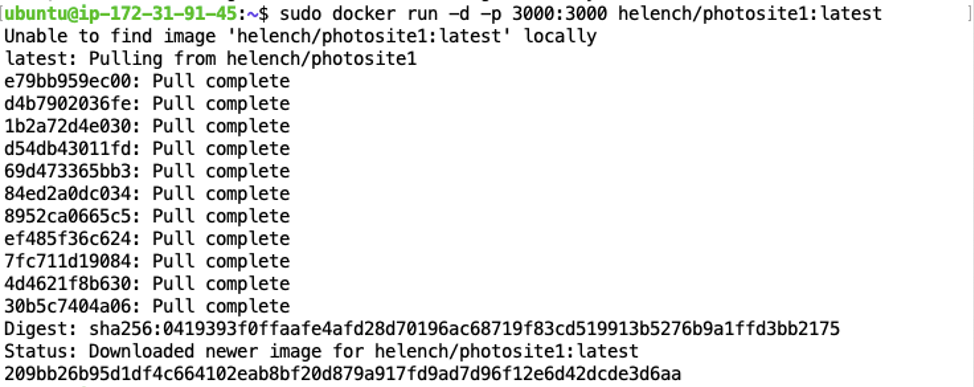 [ubuntu@ip-172-31-91-45:~$ sudo docker run -d -p 3000:3000 helench/photosite1:latest ]
Unable to find image 'helench/photosite1:latest' locally
latest: Pulling from helench/photosite1
e79bb959ec00: Pull complete
d4b7902036fe: Pull complete
1b2a72d4e030: Pull complete
d54db43011fd: Pull complete
69d473365bb3: Pull complete
84ed2a0dc034: Pull complete
8952ca0665c5: Pull complete
ef485f36c624: Pull complete
7fc711d19084: Pull complete
4d4621f8b630: Pull complete
30b5c7404a06: Pull complete
Digest: sha256:0419393f0ffaafe4afd28d70196ac68719f83cd519913b5276b9a1ffd3bb2175
Status: Downloaded newer image for helench/photosite1:latest
209bb26b95d1df4c664102eab8bf20d879a917fd9ad7d96f12e6d42dcde3d6aa